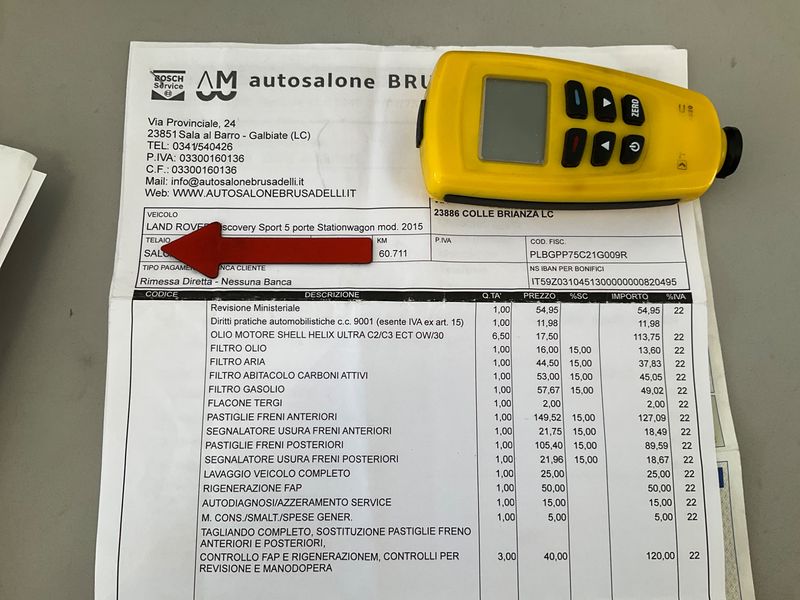 BOSCH
Service
autosalone BRU
Via Provinciale, 24
23851 Sala al Barro - Galbiate (LC)
TEL: 0341/540426
P.IVA: 03300160136
C.F.: 03300160136
Mail: info@autosalonebrusadelli.it
Web: WWW.AUTOSALONEBRUSADELLI.IT
ZERO
23886 COLLE BRIANZA LC
VEICOLO
LAND ROVER Discovery Sport 5 porte Stationwagon mod. 2015
TELAIO KM P.IVA COD. FISC.
60.711 PLBGPP75C21G009R
TIPO PAGAMEN BANCA CLIENTE NS IBAN PER BONIFICI
Rimessa Diretta - Nessuna Banca IT59Z0310451300000000820495
CODICE DESCRIZIONE Q.TA' PREZZO %SC IMPORTO %IVA
Revisione Ministeriale 1,00 54,95 54,95 22
Diritti pratiche automobilistiche c.c. 9001 (esente IVA ex art. 15) 1,00 11,98 11,98
OLIO MOTORE SHELL HELIX ULTRA C2/C3 ECT OW/30 6,50 17,50 113,75 22
FILTRO OLIO 1,00 16,00 15,00 13,60 22
FILTRO ARIA 1,00 44,50 15,00 37,83 22
FILTRO ABITACOLO CARBONI ATTIVI 1,00 53,00 15,00 45,05 22
FILTRO GASOLIO 1,00 57,67 15,00 49,02 22
FLACONE TERGI 1,00 2,00 2,00 22
PASTIGLIE FRENI ANTERIORI 1,00 149,52 15,00 127,09 22
SEGNALATORE USURA FRENI ANTERIORI 1,00 21,75 15,00 18,49 22
PASTIGLIE FRENI POSTERIORI 1,00 105,40 15,00 89,59 22
SEGNALATORE USURA FRENI POSTERIORI 1,00 21,96 15,00 18,67 22
LAVAGGIO VEICOLO COMPLETO 1,00 25,00 25,00 22
RIGENERAZIONE FAP 1,00 50,00 50,00 22
AUTODIAGNOSI/AZZERAMENTO SERVICE 1,00 15,00 15,00 22
M. CONS./SMALT./SPESE GENER. 1,00 5,00 5,00 22
TAGLIANDO COMPLETO, SOSTITUZIONE PASTIGLIE FRENO
ANTERIORI E POSTERIORI,
CONTROLLO FAP E RIGENERAZIONEM, CONTROLLI PER 3,00 40,00 120,00 22
REVISIONE E MANODOPERA